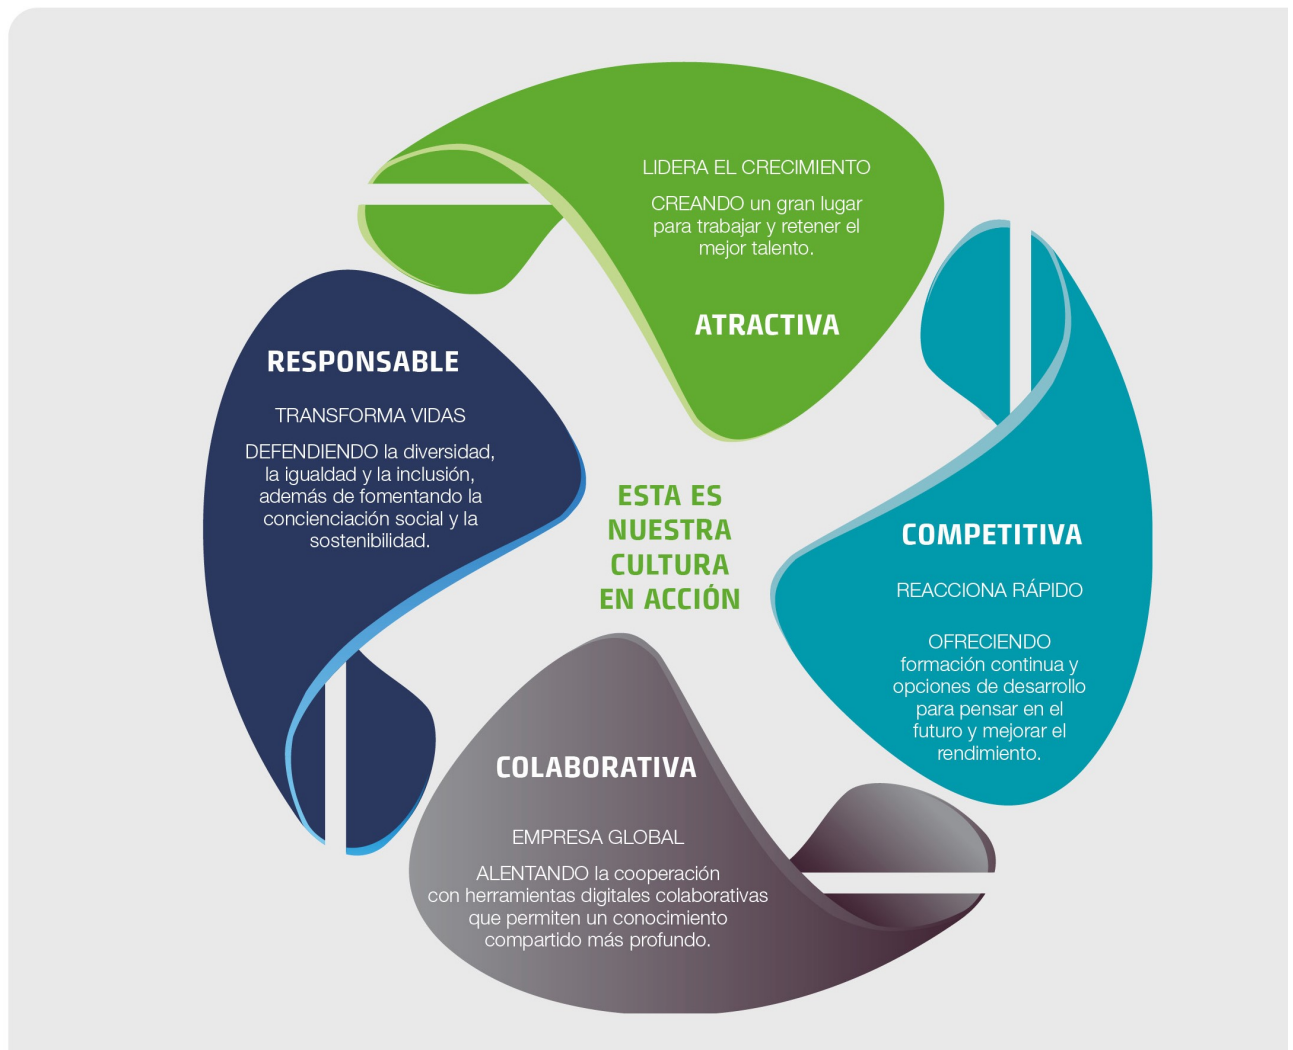 LIDERA EL CRECIMIENTO
CREANDO un gran lugar
para trabajar y retener el
mejor talento.
ATRACTIVA
RESPONSABLE
TRANSFORMA VIDAS
DEFENDIENDO la diversidad,
la igualdad y la inclusión,
además de fomentando la
concienciación social y la
sostenibilidad.
ESTA ES
NUESTRA
CULTURA
EN ACCIÓN
COMPETITIVA
REACCIONA RÁPIDO
OFRECIENDO
formación continua y
opciones de desarrollo
para pensar en el
futuro y mejorar el
rendimiento.
COLABORATIVA
EMPRESA GLOBAL
ALENTANDO la cooperación
con herramientas digitales colaborativas
que permiten un conocimiento
compartido más profundo.